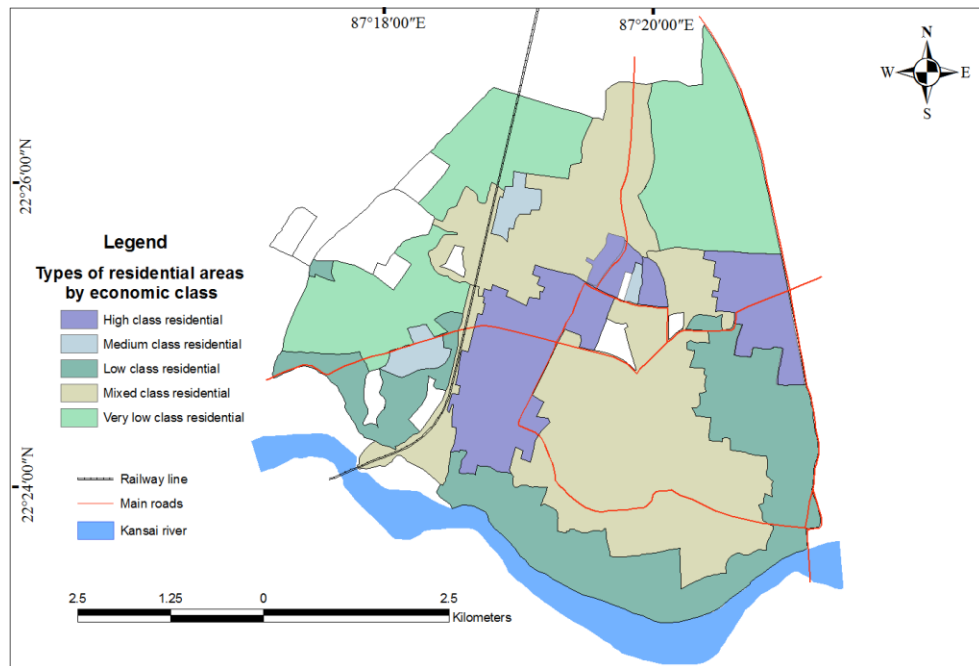 87°18'00"E
87°20'00"E
N
W
E
S
22°26'00"N
22°24'00"N
Legend
Types of residential areas
by economic class
High class residential
Medium class residential
Low class residential
Mixed class residential
Very low class residential
Railway line
Main roads
Kansai river
2.5 1.25 0 2.5
Kilometers